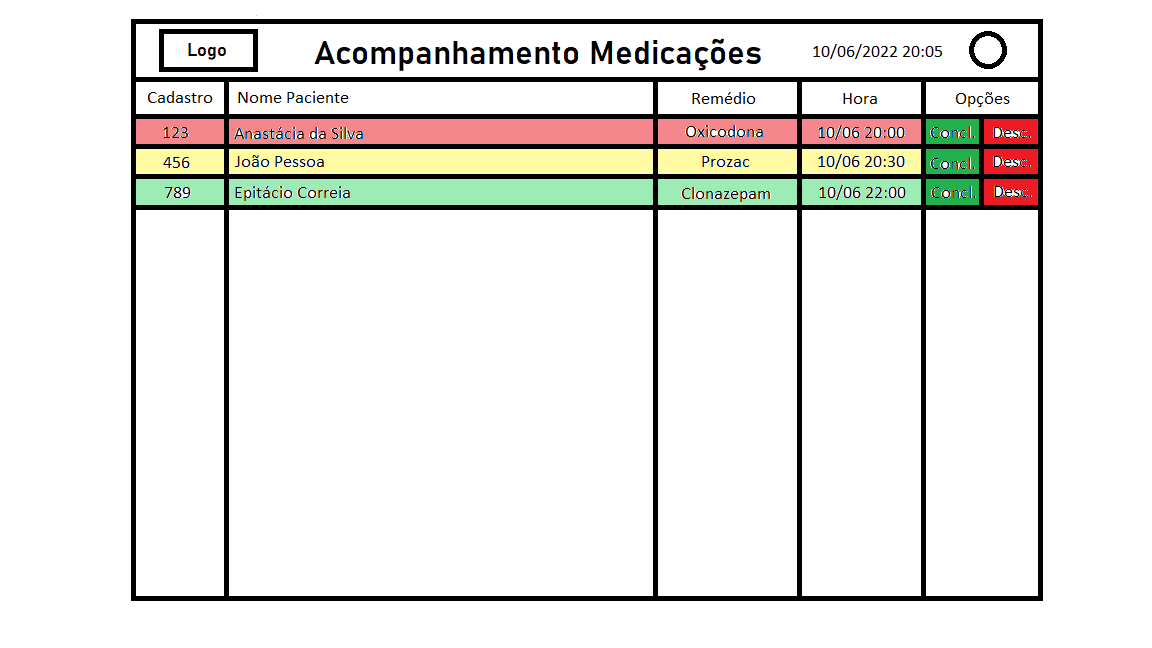 Logo Acompanhamento Medicações 10/06/2022 20:05
Cadastro Nome Paciente Remédio Hora Opções
123 Anastácia da Silva Oxicodona 10/06 20:00 Concl. Desc.
456 João Pessoa Prozac 10/06 20:30 Concl. Desc.
789 Epitácio Correia Clonazepam 10/06 22:00 Concl. Desc.